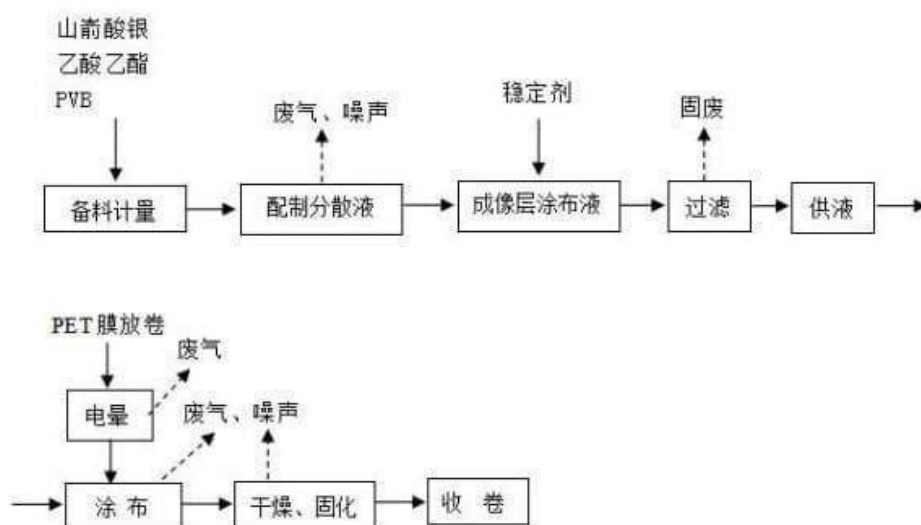 山嵛酸银
乙酸乙酯
PVB
废气、噪声
稳定剂
固废
备料计量
配制分散液
成像层涂布液
过滤
供液
PET膜放卷
废气
电晕
废气、噪声
涂布
干燥、固化
收卷